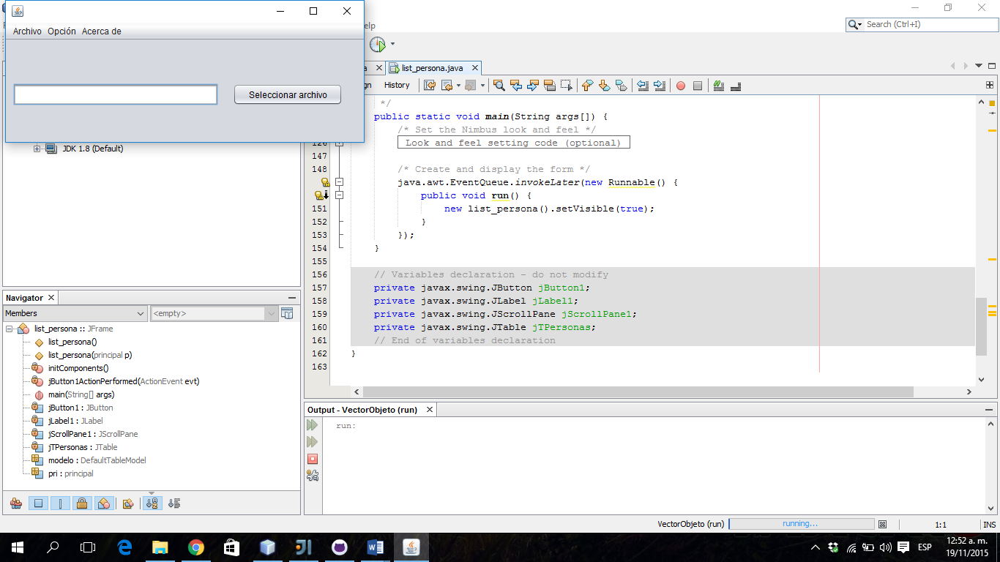 Archivo Opción Acerca de
Seleccionar archivo
elp
Search (Ctrl+I)
a
list_persona.java
gn History
JDK 1.8 (Default)
*/
public static void main(String args[]) {
/* Set the Nimbus look and feel */
126 Look and feel setting code (optional)
147
148 /* Create and display the form */
java.awt.EventQueue.invokeLater(new Runnable() {
public void run() {
151 new list_persona().setVisible(true);
152 }
153 });
154 }
155
156 // Variables declaration - do not modify
157 private javax.swing.JButton jButton1;
158 private javax.swing.JLabel jLabel1;
159 private javax.swing.JScrollPane jScrollPane1;
160 private javax.swing.JTable jTPersonas;
161 // End of variables declaration
162 }
163
Navigator
Members
<empty>
list_persona :: JFrame
list_persona()
list_persona(principal p)
initComponents()
jButton1ActionPerformed(ActionEvent evt)
main(String[] args)
jButton1 : JButton
jLabel1 : JLabel
jScrollPane1 : JScrollPane
jTPersonas : JTable
modelo : DefaultTableModel
pri : principal
Output - VectorObjeto (run)
run:
VectorObjeto (run)
running...
1:1
INS
ESP
12:52 a. m.
19/11/2015